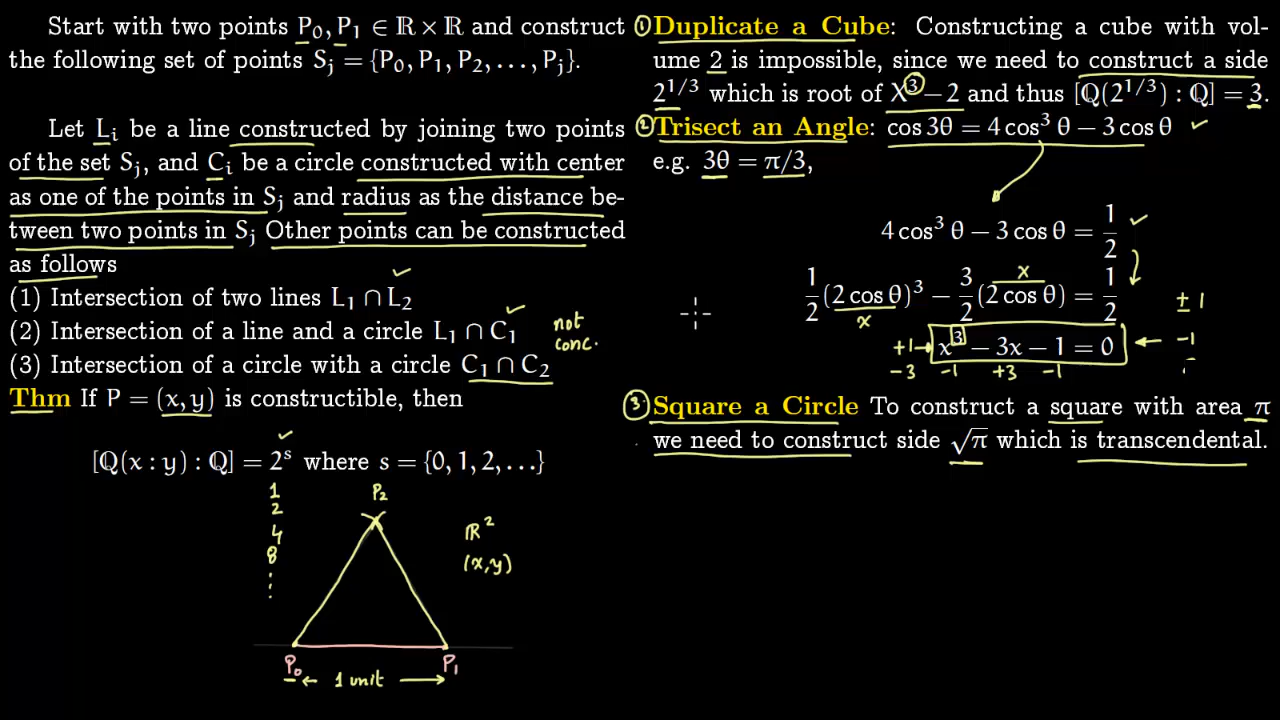 Start with two points P₀, P₁ ∈ ℝ × ℝ and construct
the following set of points Sⱼ = {P₀, P₁, P₂, . . . , Pⱼ}.
Let Lᵢ be a line constructed by joining two points
of the set Sⱼ, and Cᵢ be a circle constructed with center
as one of the points in Sⱼ and radius as the distance be-
tween two points in Sⱼ Other points can be constructed
as follows
(1) Intersection of two lines L₁ ∩ L₂
(2) Intersection of a line and a circle L₁ ∩ C₁
(3) Intersection of a circle with a circle C₁ ∩ C₂
not
conc.
Thm If P = (x, y) is constructible, then
[ℚ(x : y) : ℚ] = 2ˢ where s = {0, 1, 2, . . .}
1
2
4
8
⋮
P₂
ℝ²
(x,y)
P₀
P₁
← 1 unit →
① Duplicate a Cube: Constructing a cube with vol-
ume 2 is impossible, since we need to construct a side
2^{1/3} which is root of X³ − 2 and thus [ℚ(2^{1/3}) : ℚ] = 3.
② Trisect an Angle: cos 3θ = 4 cos³ θ − 3 cos θ ✓
e.g. 3θ = π/3,
4 cos³ θ − 3 cos θ = 1/2 ✓
x
1/2 (2 cos θ)³ − 3/2 (2 cos θ) = 1/2
x
± 1
+1→ x³ − 3x − 1 = 0 ← −1
−3 −1 +3 −1
③ Square a Circle To construct a square with area π
we need to construct side √π which is transcendental.